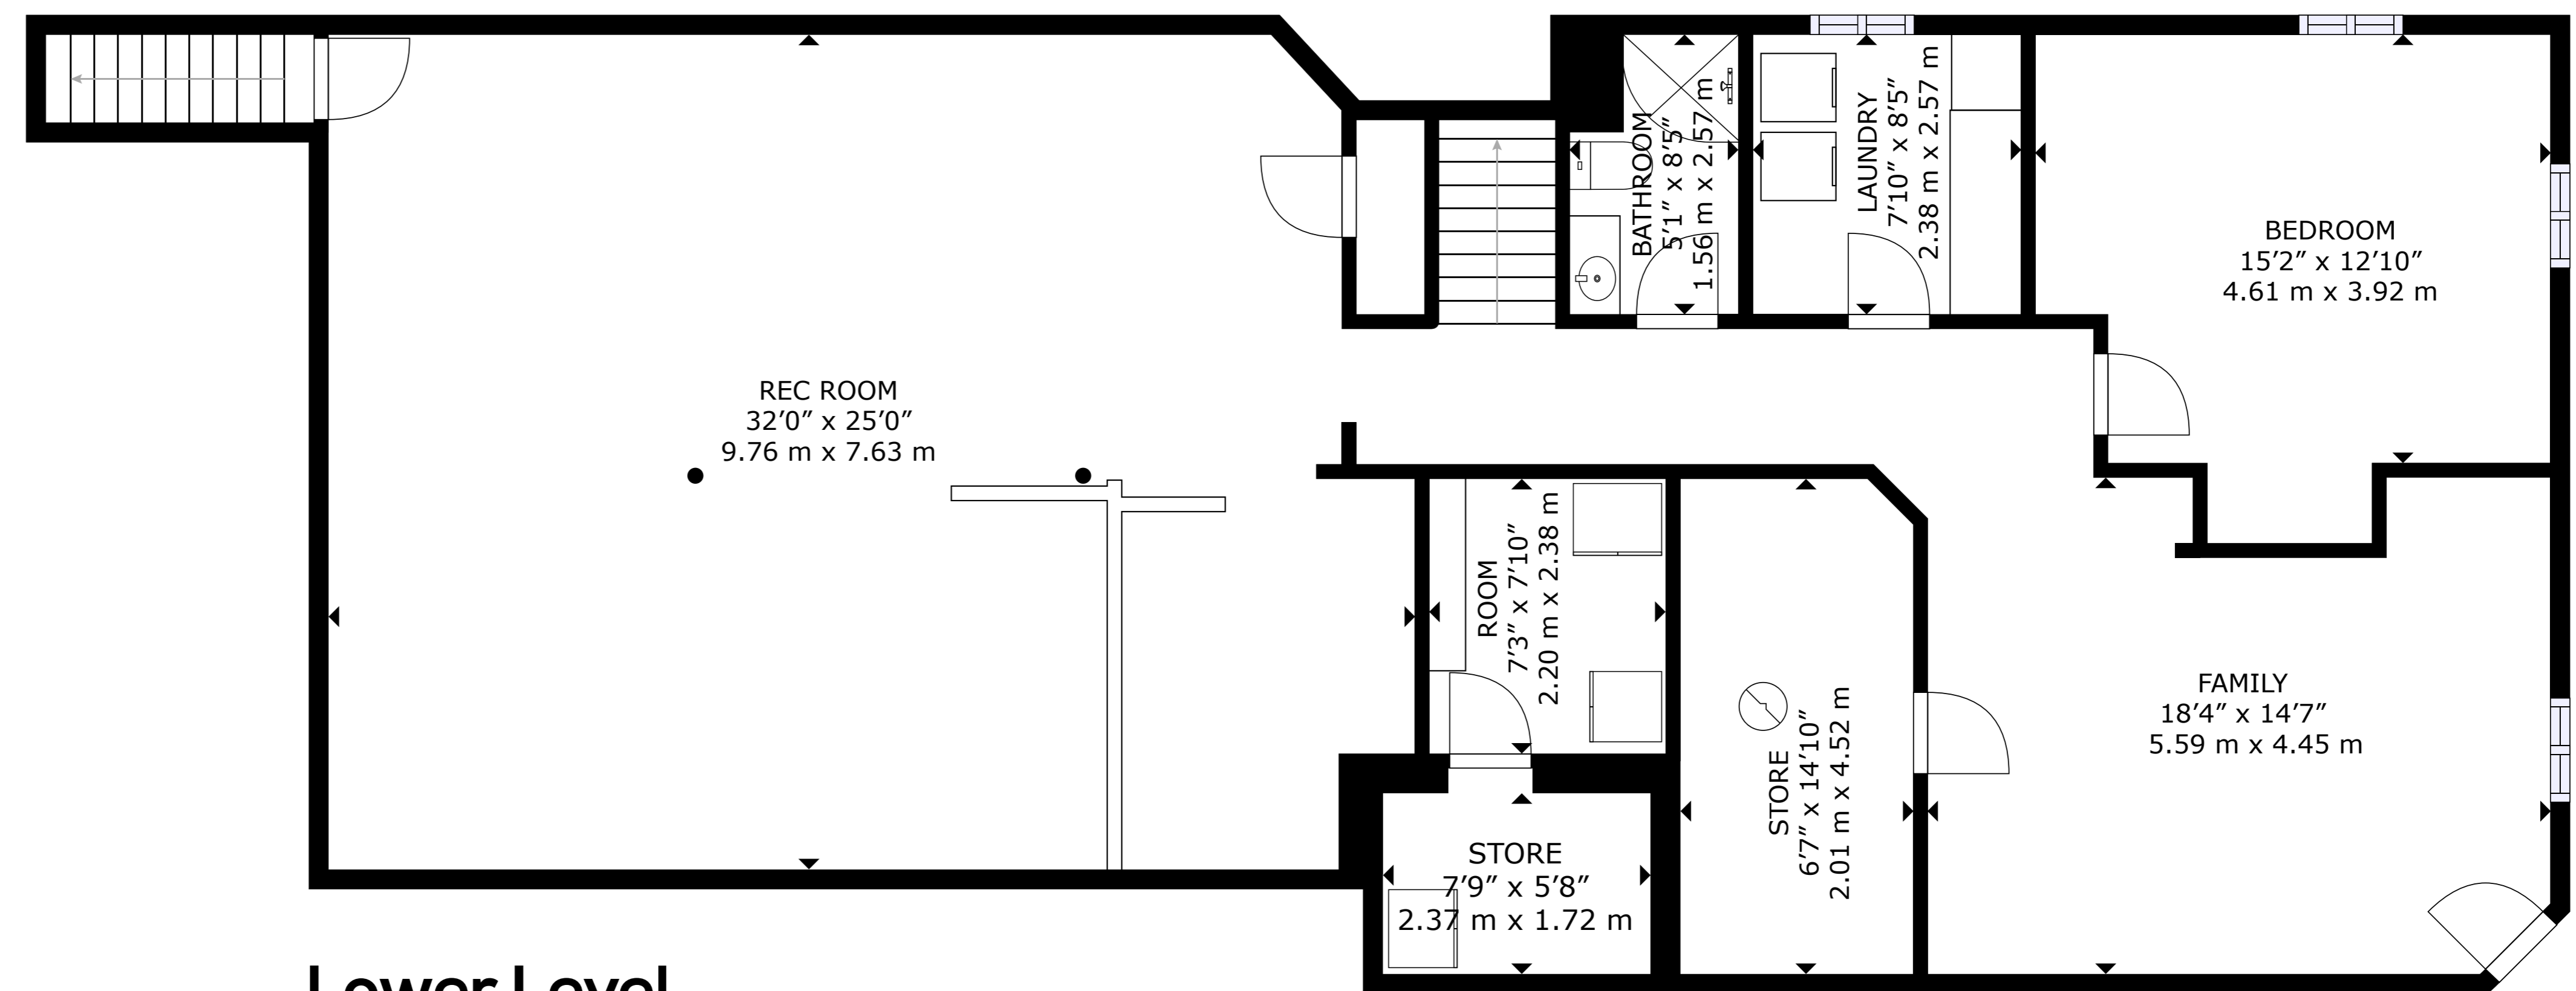 REC ROOM
32'0" x 25'0"
9.76 m x 7.63 m
BATHROOM
5'1" x 8'5"
1.56 m x 2.57 m
LAUNDRY
7'10" x 8'5"
2.38 m x 2.57 m
BEDROOM
15'2" x 12'10"
4.61 m x 3.92 m
ROOM
7'3" x 7'10"
2.20 m x 2.38 m
STORE
6'7" x 14'10"
2.01 m x 4.52 m
FAMILY
18'4" x 14'7"
5.59 m x 4.45 m
STORE
7'9" x 5'8"
2.37 m x 1.72 m
Lower Level